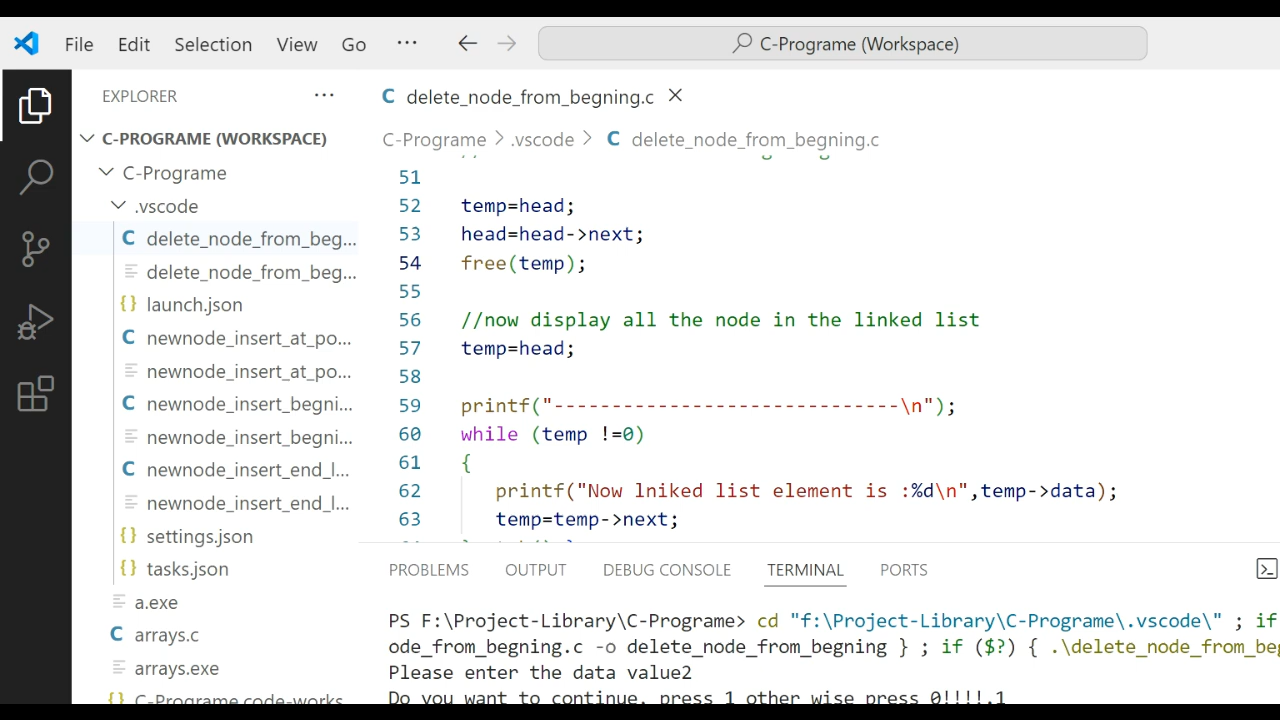 File Edit Selection View Go ··· C-Programe (Workspace)
EXPLORER ···
C-PROGRAME (WORKSPACE)
C-Programe
.vscode
C delete_node_from_beg...
delete_node_from_beg...
{} launch.json
C newnode_insert_at_po...
newnode_insert_at_po...
C newnode_insert_begni...
newnode_insert_begni...
C newnode_insert_end_l...
newnode_insert_end_l...
{} settings.json
{} tasks.json
a.exe
C arrays.c
arrays.exe
{} C-Programe.code-works
C delete_node_from_begning.c
C-Programe > .vscode > C delete_node_from_begning.c
51
52 temp=head;
53 head=head->next;
54 free(temp);
55
56 //now display all the node in the linked list
57 temp=head;
58
59 printf("------------------------------\n");
60 while (temp !=0)
61 {
62 printf("Now lniked list element is :%d\n",temp->data);
63 temp=temp->next;
PROBLEMS OUTPUT DEBUG CONSOLE TERMINAL PORTS
PS F:\Project-Library\C-Programe> cd "f:\Project-Library\C-Programe\.vscode\" ; if
ode_from_begning.c -o delete_node_from_begning } ; if ($?) { .\delete_node_from_beg
Please enter the data value2
Do you want to continue, press 1 other wise press 0!!!!.1